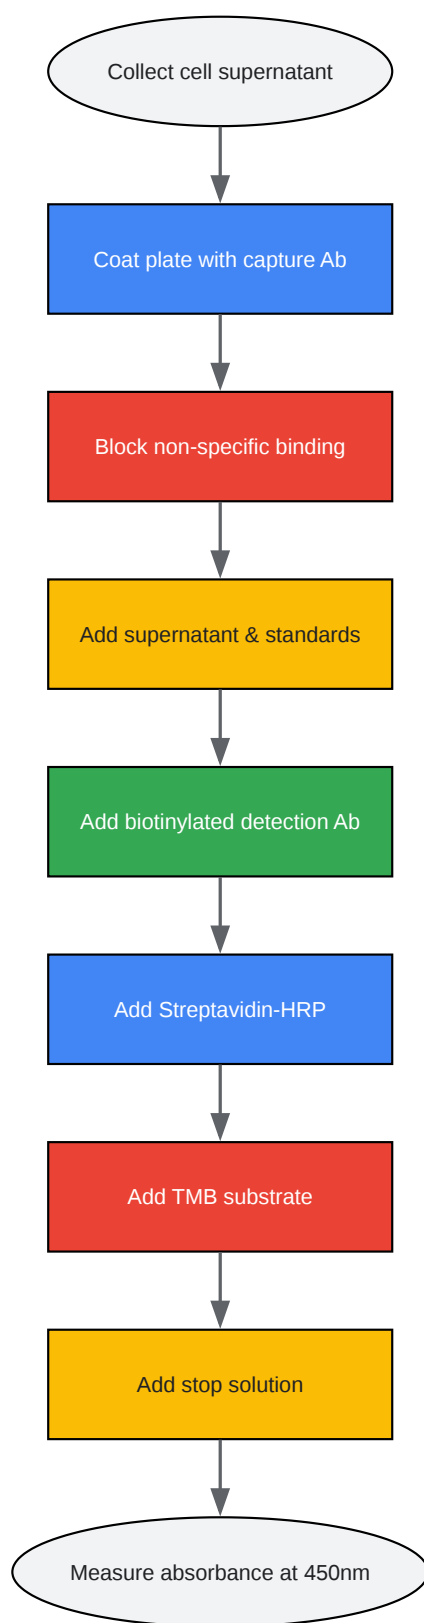 Collect cell supernatant
Coat plate with capture Ab
Block non-specific binding
Add supernatant & standards
Add biotinylated detection Ab
Add Streptavidin-HRP
Add TMB substrate
Add stop solution
Measure absorbance at 450nm